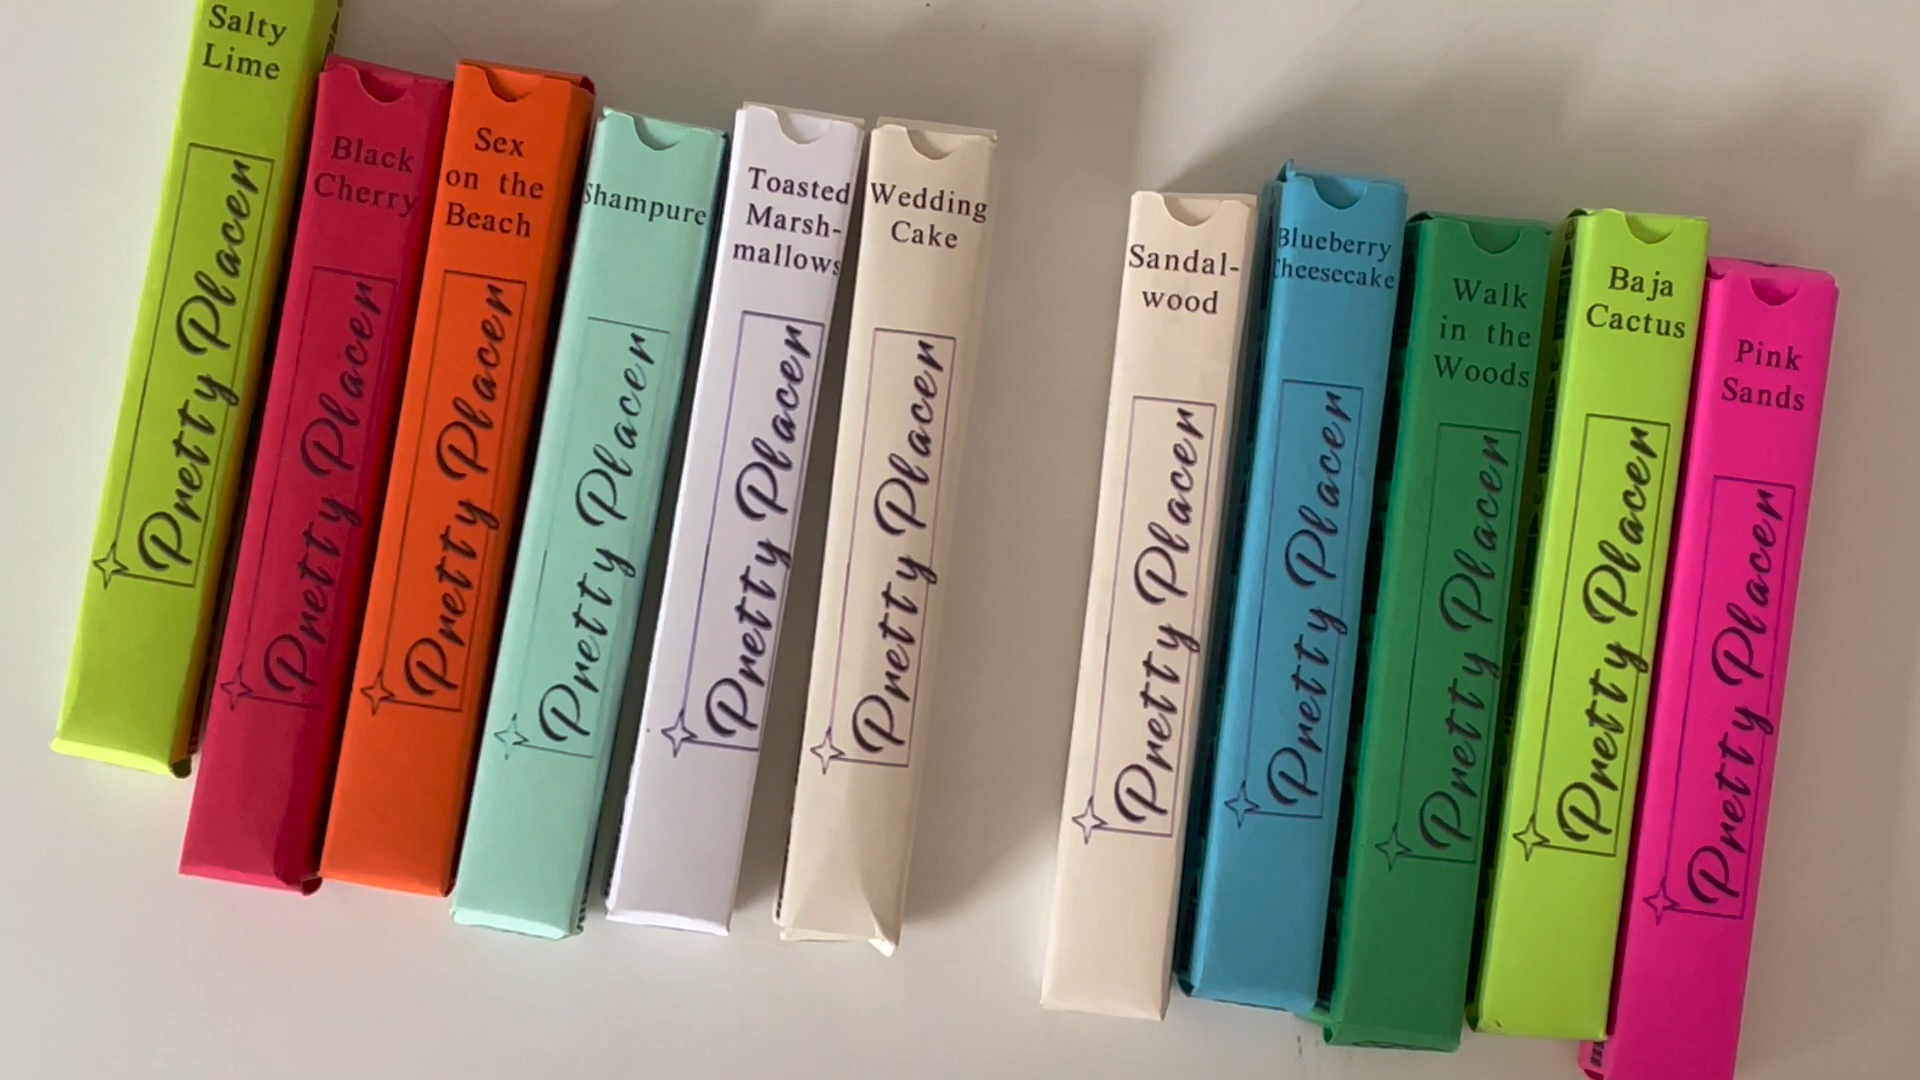 Salty
Lime
Pretty Placer
Black
Cherry
Pretty Placer
Sex
on the
Beach
Pretty Placer
Shampure
Pretty Placer
Toasted
Marsh-
mallows
Pretty Placer
Wedding
Cake
Pretty Placer
Sandal-
wood
Pretty Placer
Blueberry
Cheesecake
Pretty Placer
Walk
in the
Woods
Pretty Placer
Baja
Cactus
Pretty Placer
Pink
Sands
Pretty Placer